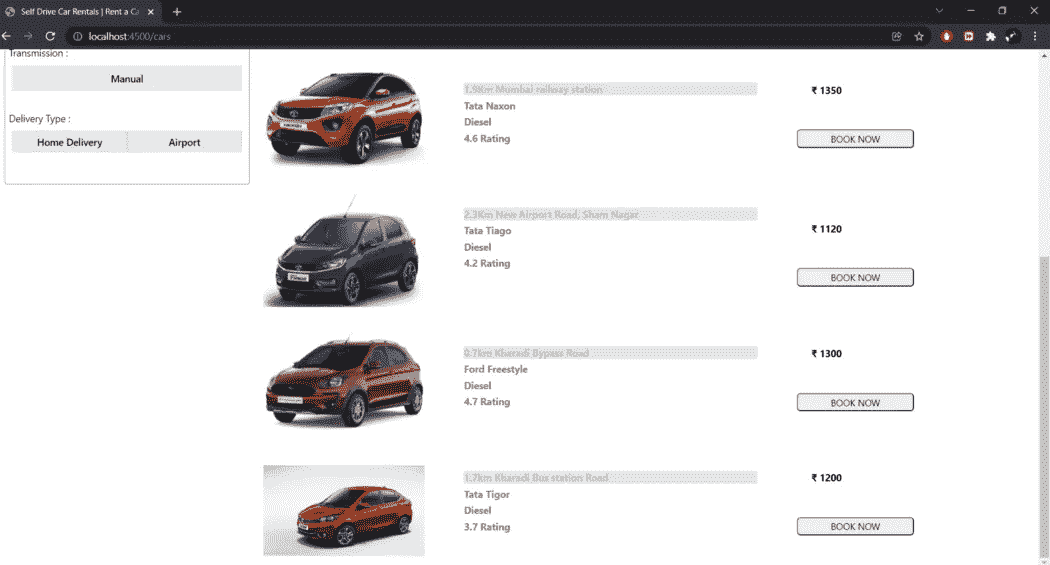 Self Drive Car Rentals | Rent a Ca
localhost:4500/cars
Transmission :
Manual
Delivery Type :
Home Delivery
Airport
1.9Km Mumbai railway station
Tata Naxon
Diesel
4.6 Rating
₹ 1350
BOOK NOW
2.3Km New Airport Road, Sham Nagar
Tata Tiago
Diesel
4.2 Rating
₹ 1120
BOOK NOW
0.7km Kharadi Bypass Road
Ford Freestyle
Diesel
4.7 Rating
₹ 1300
BOOK NOW
1.7km Kharadi Bus station Road
Tata Tigor
Diesel
3.7 Rating
₹ 1200
BOOK NOW